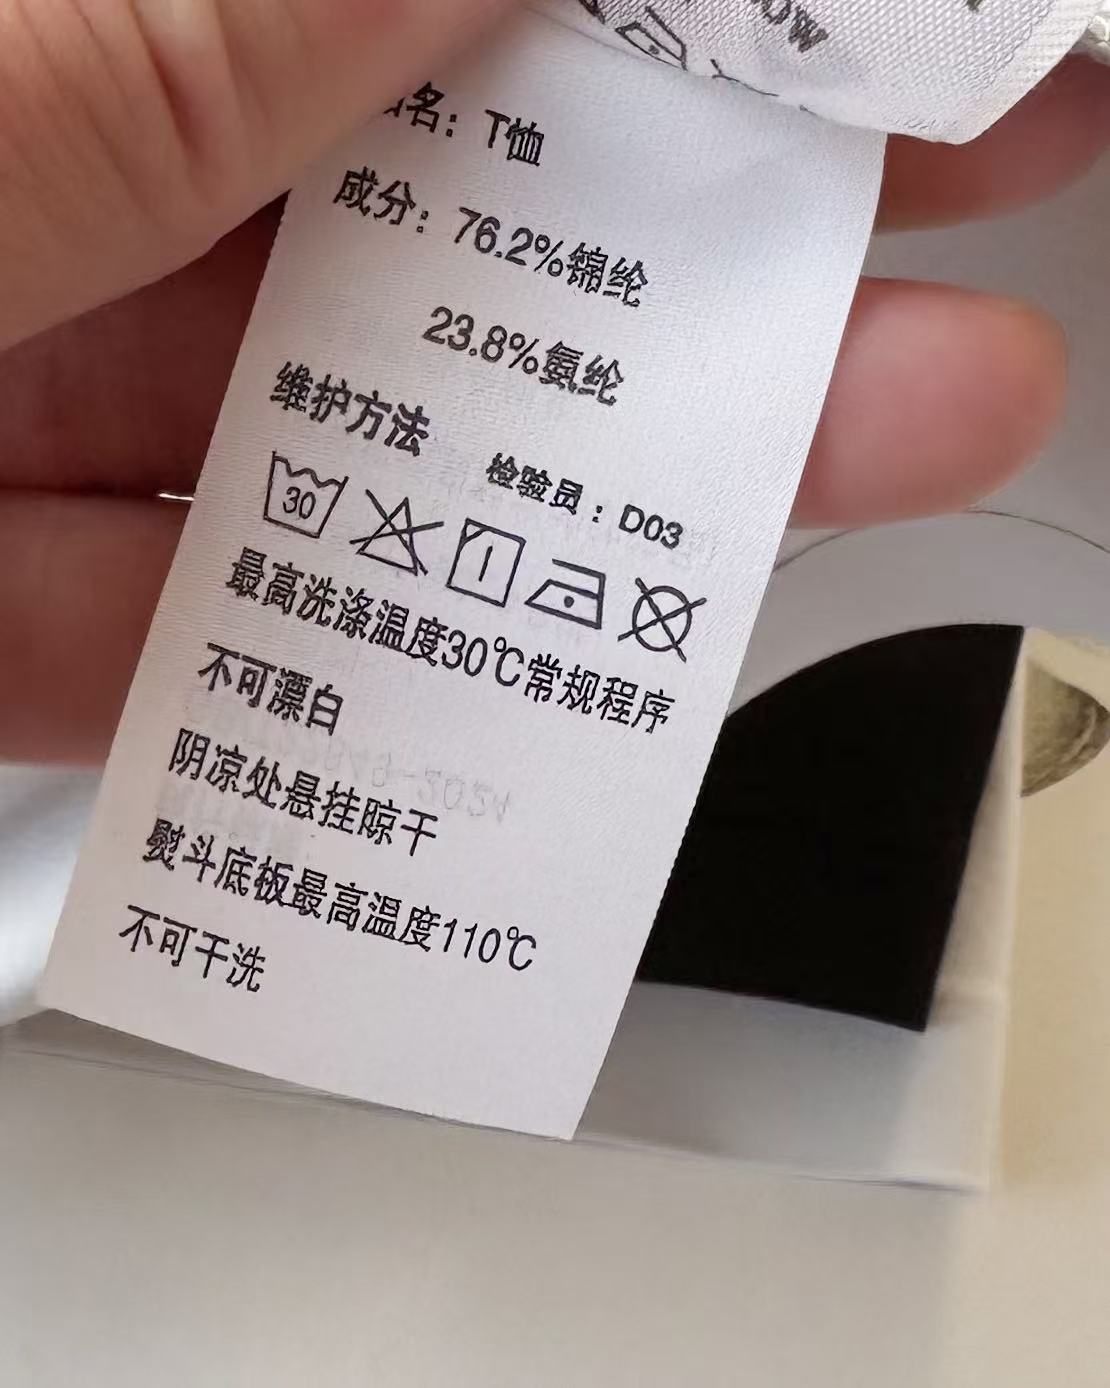 名：T恤
成分：76.2%锦纶
23.8%氨纶
维护方法
检验员：D03
30
最高洗涤温度30℃常规程序
不可漂白
阴凉处悬挂晾干
熨斗底板最高温度110℃
不可干洗